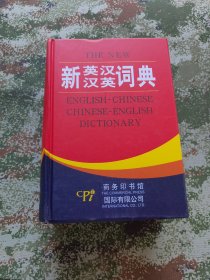 THE NEW
新英汉汉英词典
ENGLISH-CHINESE
CHINESE-ENGLISH
DICTIONARY
CPi
商务印书馆
THE COMMERCIAL PRESS
国际有限公司
INTERNATIONAL CO., LTD